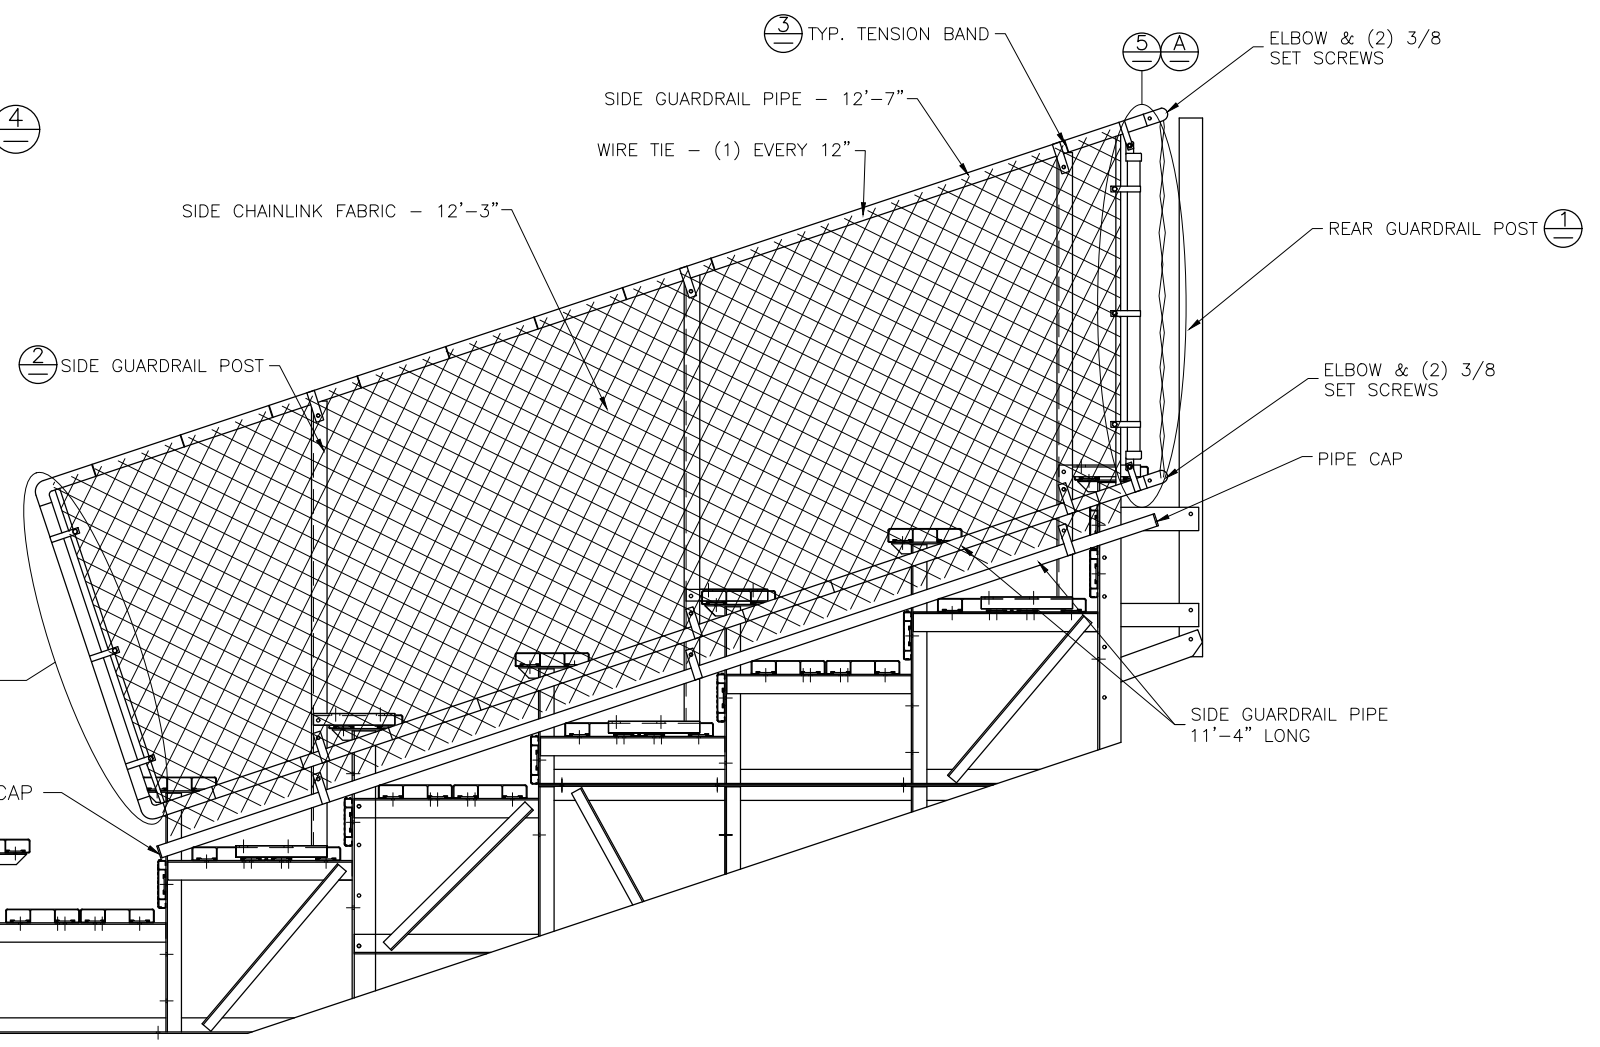 3
TYP. TENSION BAND
5
A
ELBOW & (2) 3/8
SET SCREWS
SIDE GUARDRAIL PIPE – 12'–7"
4
WIRE TIE – (1) EVERY 12"
SIDE CHAINLINK FABRIC – 12'–3"
REAR GUARDRAIL POST
1
2
SIDE GUARDRAIL POST
ELBOW & (2) 3/8
SET SCREWS
PIPE CAP
SIDE GUARDRAIL PIPE
11'–4" LONG
CAP